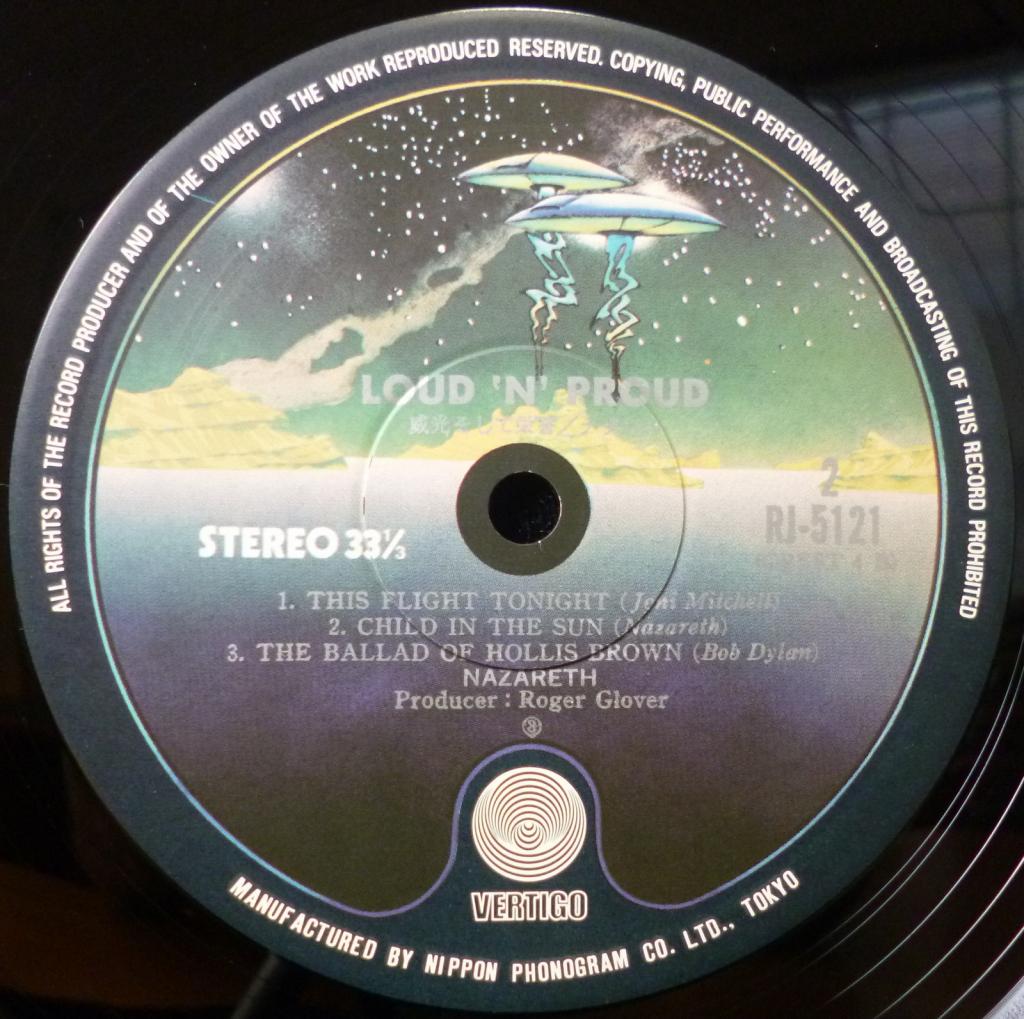 ALL RIGHTS OF THE RECORD PRODUCER AND OF THE OWNER OF THE WORK REPRODUCED RESERVED. COPYING, PUBLIC PERFORMANCE AND BROADCASTING OF THIS RECORD PROHIBITED
LOUD 'N' PROUD
2
RJ-5121
STEREO 33⅓
1. THIS FLIGHT TONIGHT (Joni Mitchell)
2. CHILD IN THE SUN (Nazareth)
3. THE BALLAD OF HOLLIS BROWN (Bob Dylan)
NAZARETH
Producer : Roger Glover
VERTIGO
MANUFACTURED BY NIPPON PHONOGRAM CO. LTD., TOKYO